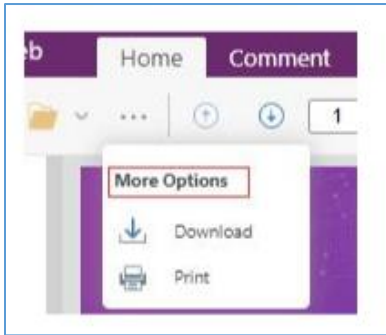 eb
Home Comment
... 1
More Options
Download
Print